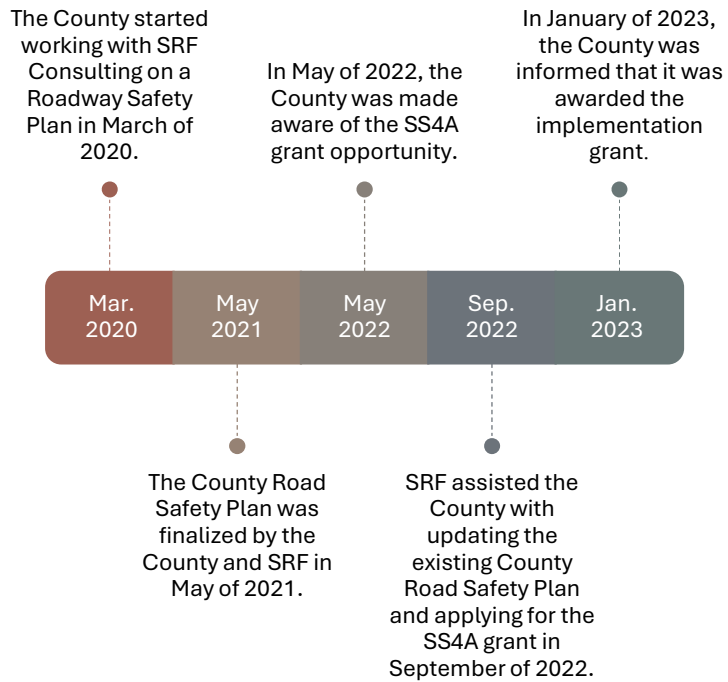 The County started
working with SRF
Consulting on a
Roadway Safety
Plan in March of
2020.
In May of 2022, the
County was made
aware of the SS4A
grant opportunity.
In January of 2023,
the County was
informed that it was
awarded the
implementation
grant.
Mar.
2020
May
2021
May
2022
Sep.
2022
Jan.
2023
The County Road
Safety Plan was
finalized by the
County and SRF in
May of 2021.
SRF assisted the
County with
updating the
existing County
Road Safety Plan
and applying for the
SS4A grant in
September of 2022.